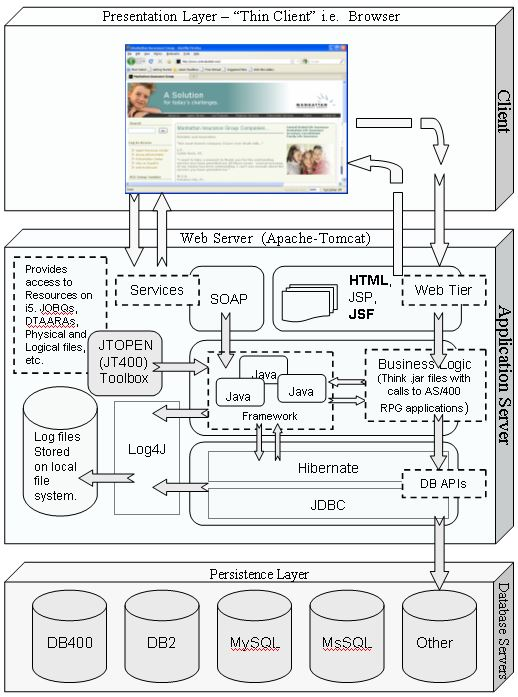 Presentation Layer – “Thin Client” i.e. Browser
A Solution
for today's challenges.
MANHATTAN
Manhattan Insurance Group Companies...
Client
Web Server (Apache-Tomcat)
Provides
access to
Resources on
i5. JOBQs,
DTAARAs,
Physical and
Logical files,
etc.
Services
SOAP
HTML,
JSP,
JSF
Web Tier
Application Server
JTOPEN
(JT400)
Toolbox
Java
Java
Java
Framework
Business Logic
(Think .jar files with
calls to AS/400
RPG applications)
Log files
Stored
on local
file
system.
Log4J
Hibernate
DB APIs
JDBC
Persistence Layer
Database Servers
DB400
DB2
MySQL
MsSQL
Other